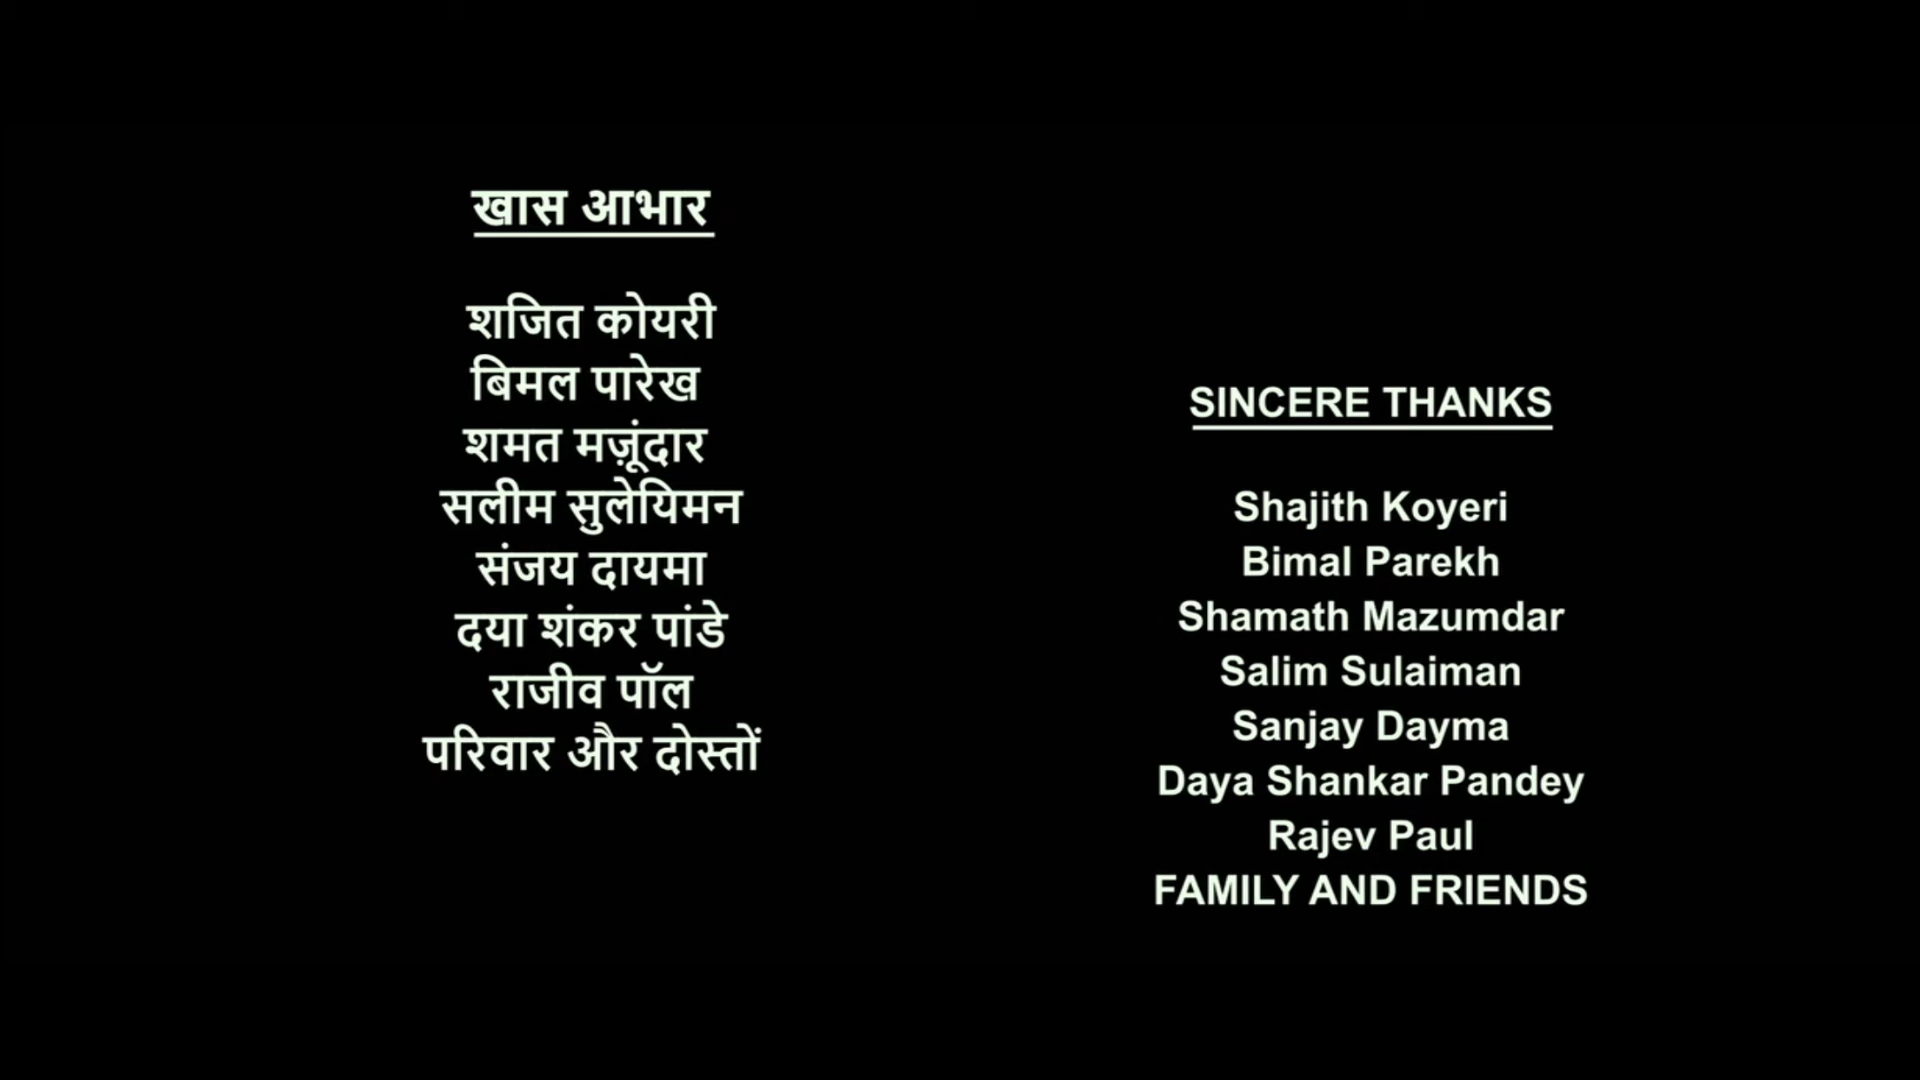 खास आभार
शजित कोयरी
बिमल पारेख
शमत मज़ूंदार
सलीम सुलेयिमन
संजय दायमा
दया शंकर पांडे
राजीव पॉल
परिवार और दोस्तों
SINCERE THANKS
Shajith Koyeri
Bimal Parekh
Shamath Mazumdar
Salim Sulaiman
Sanjay Dayma
Daya Shankar Pandey
Rajev Paul
FAMILY AND FRIENDS